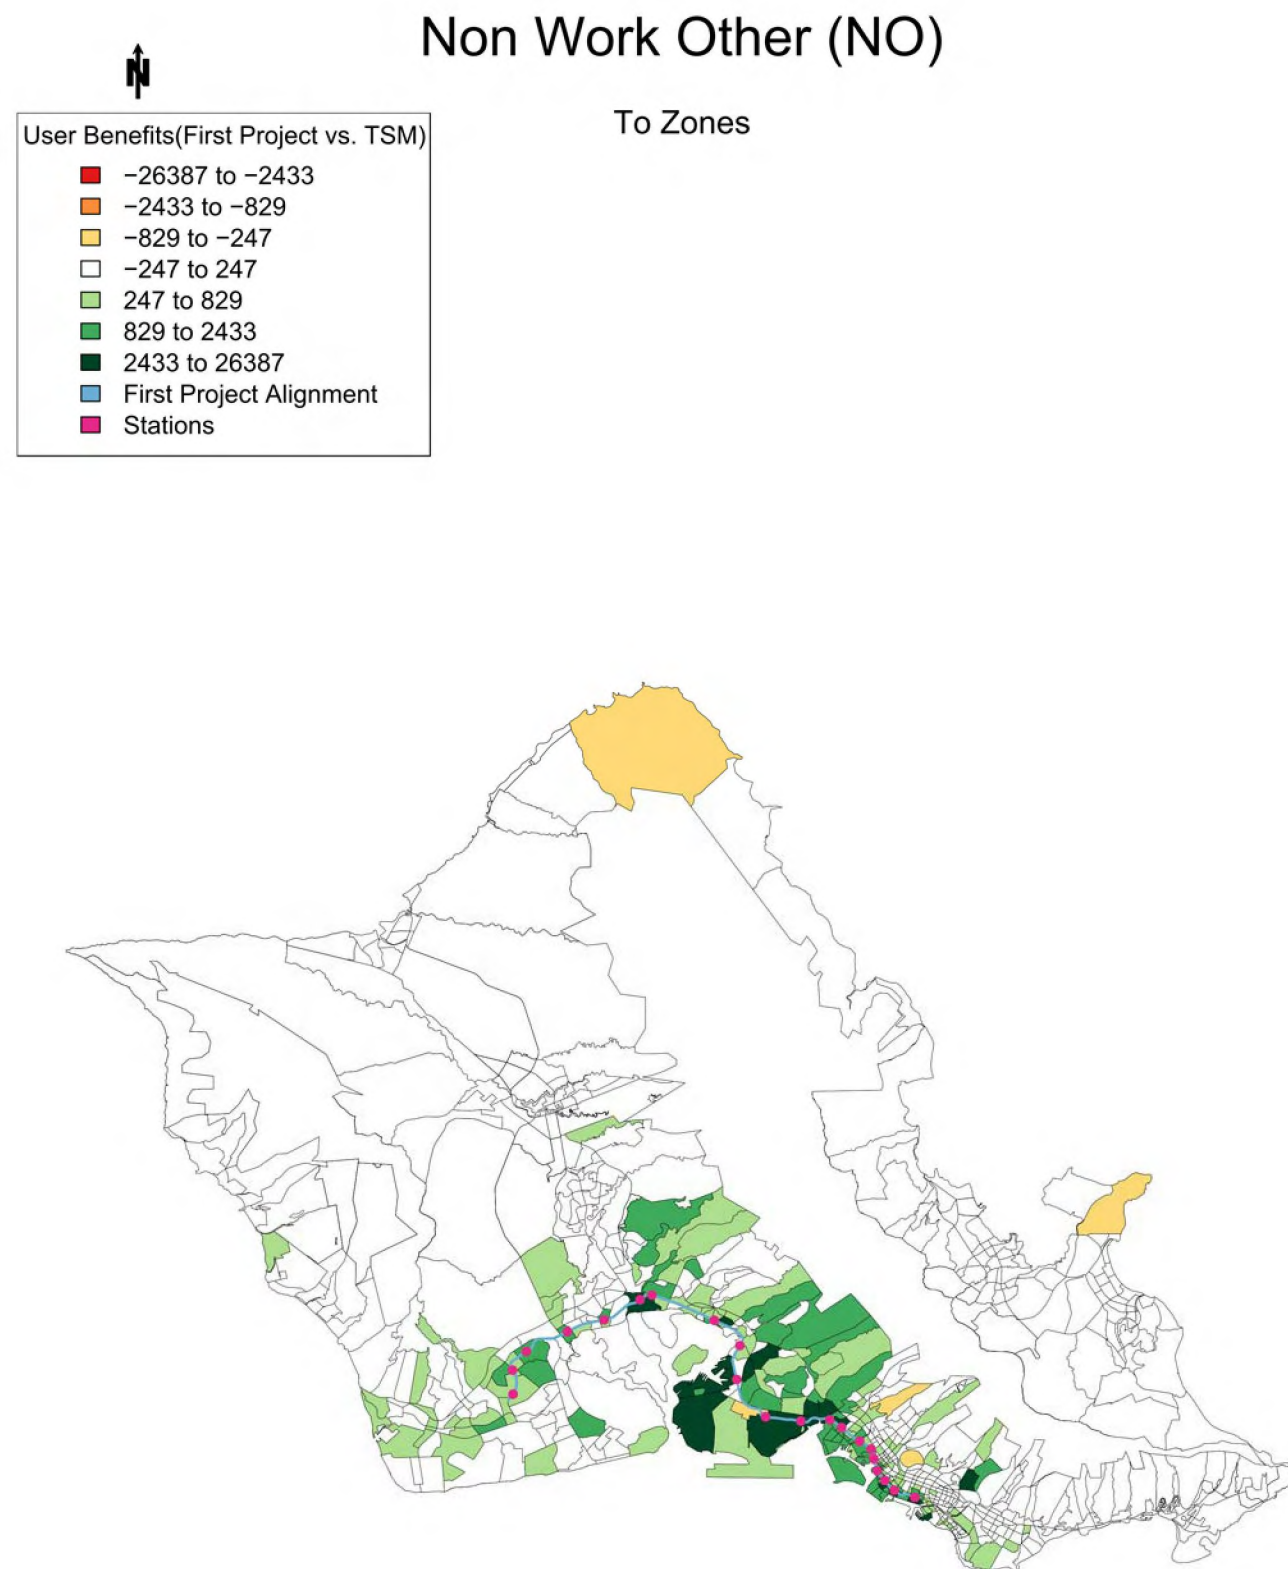 Non Work Other (NO)
N
To Zones
User Benefits(First Project vs. TSM)
−26387 to −2433
−2433 to −829
−829 to −247
−247 to 247
247 to 829
829 to 2433
2433 to 26387
First Project Alignment
Stations